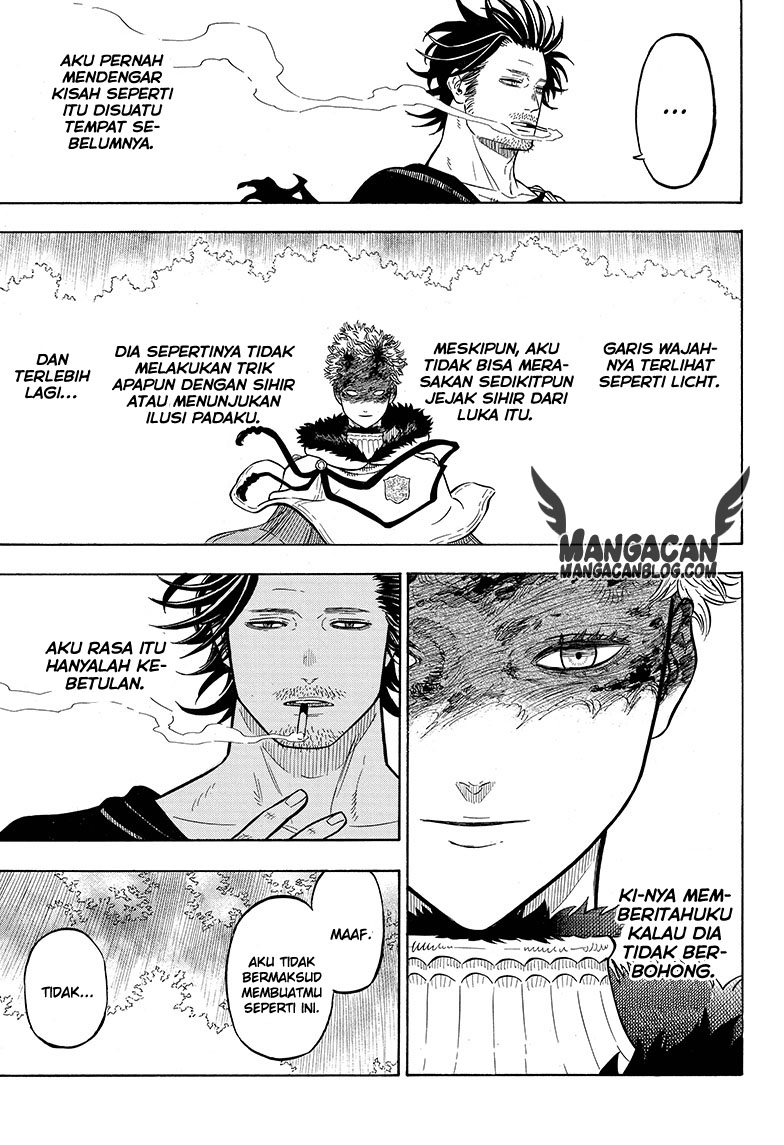 ...
AKU PERNAH
MENDENGAR
KISAH SEPERTI
ITU DISUATU
TEMPAT SE-
BELUMNYA.
GARIS WAJAH-
NYA TERLIHAT
SEPERTI LICHT.
MESKIPUN, AKU
TIDAK BISA MERA-
SAKAN SEDIKITPUN
JEJAK SIHIR DARI
LUKA ITU.
DIA SEPERTINYA TIDAK
MELAKUKAN TRIK
APAPUN DENGAN SIHIR
ATAU MENUNJUKAN
ILUSI PADAKU.
DAN
TERLEBIH
LAGI...
MANGACAN
MANGACANBLOG.COM
KI-NYA MEM-
BERITAHUKU
KALAU DIA
TIDAK BER-
BOHONG.
AKU RASA ITU
HANYALAH KE-
BETULAN.
MAAF.
AKU TIDAK
BERMAKSUD
MEMBUATMU
SEPERTI INI.
TIDAK...